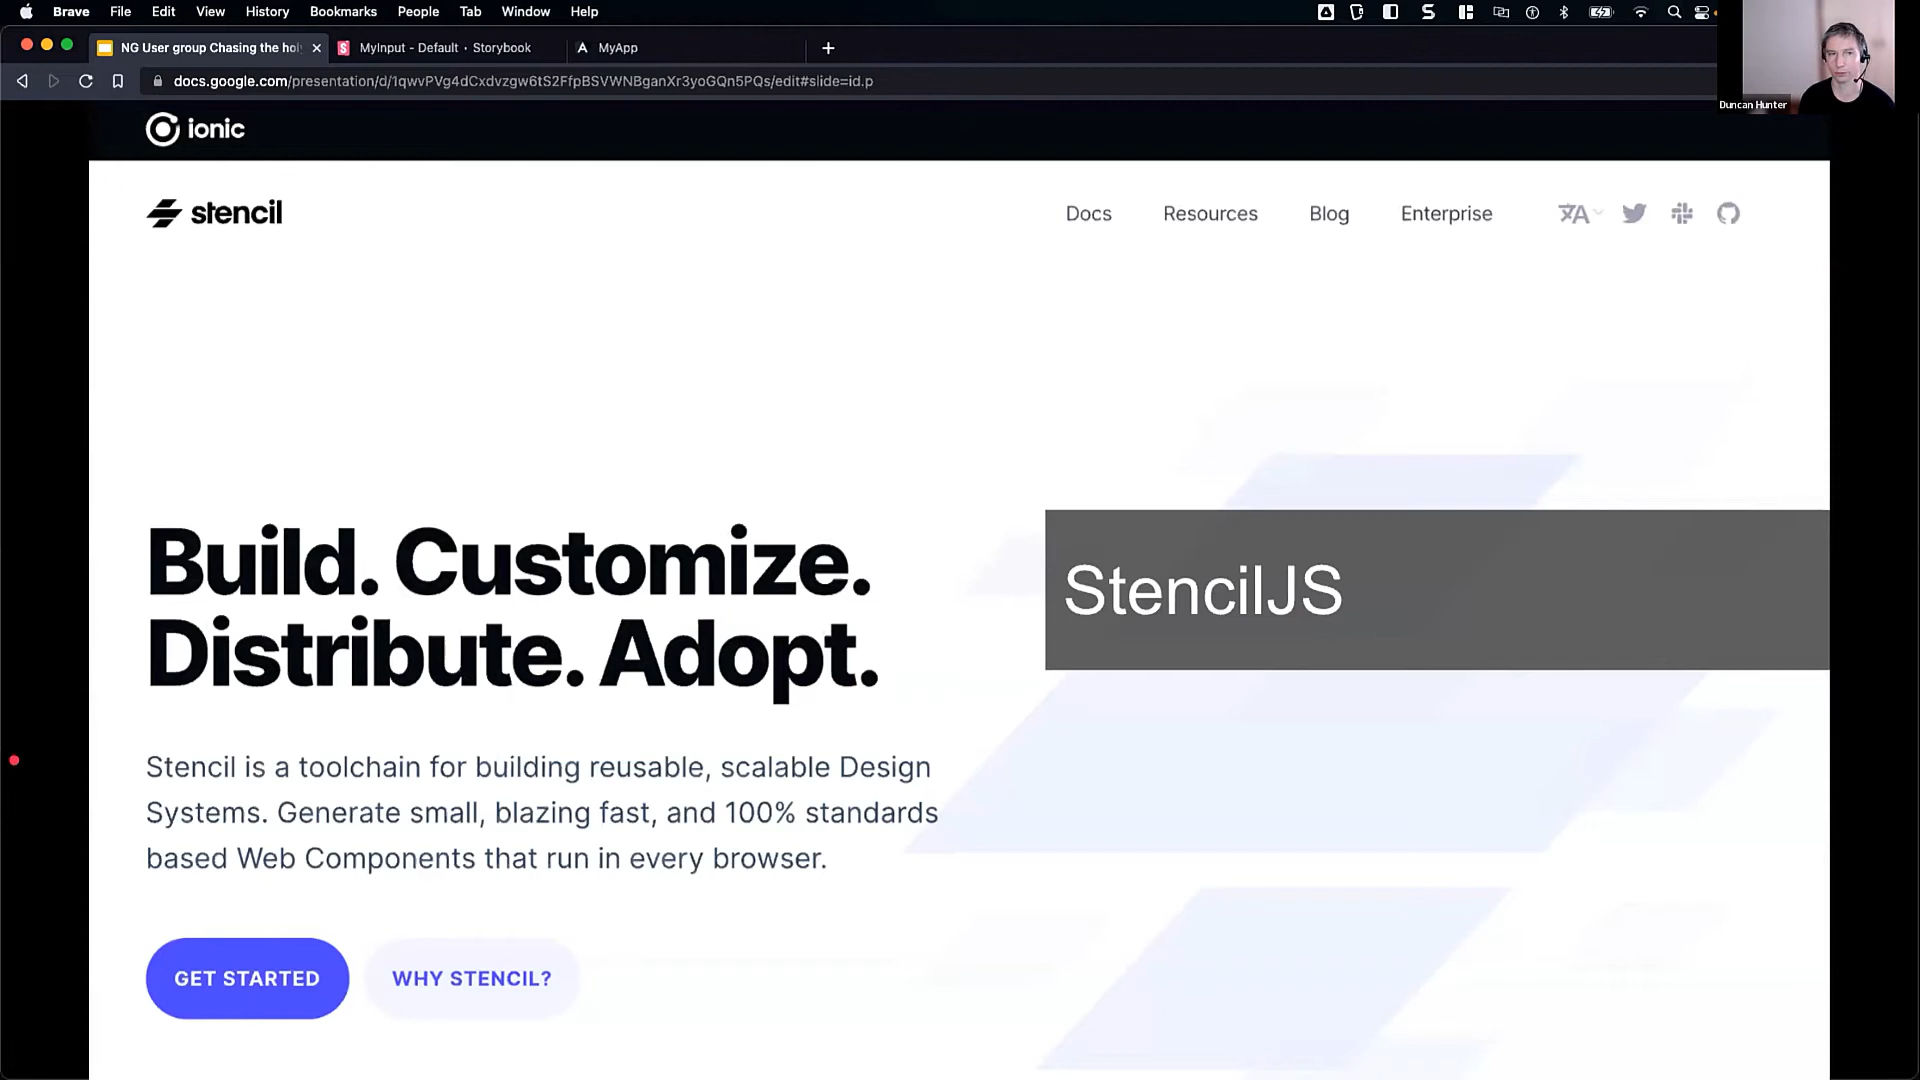 Brave File Edit View History Bookmarks People Tab Window Help
NG User group Chasing the hol
MyInput - Default · Storybook
MyApp
docs.google.com/presentation/d/1qwvPVg4dCxdvzgw6tS2FfpBSVWNBganXr3yoGQn5PQs/edit#slide=id.p
Duncan Hunter
ionic
stencil
Docs Resources Blog Enterprise
Build. Customize.
Distribute. Adopt.
StencilJS
Stencil is a toolchain for building reusable, scalable Design
Systems. Generate small, blazing fast, and 100% standards
based Web Components that run in every browser.
GET STARTED WHY STENCIL?